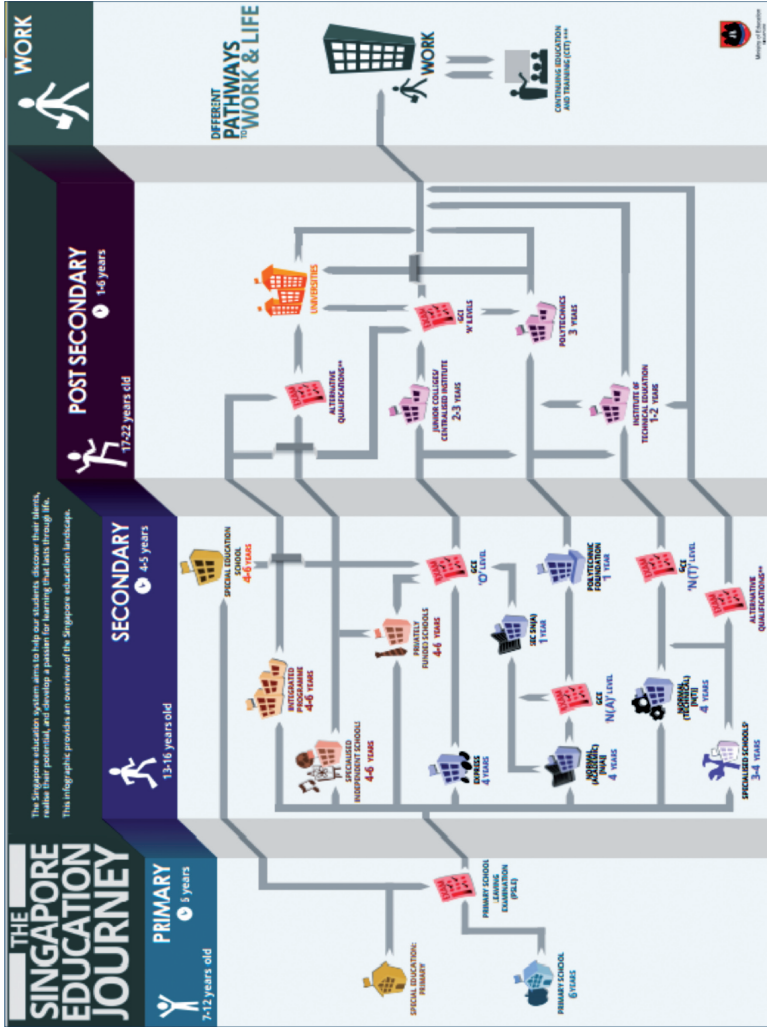 THE
SINGAPORE
EDUCATION
JOURNEY
The Singapore education system aims to help our students discover their talents,
realise their potential, and develop a passion for learning that lasts through life.
This infographic provides an overview of the Singapore education landscape.
PRIMARY
6 years
7-12 years old
SECONDARY
4-5 years
13-16 years old
POST SECONDARY
1-6 years
17-22 years old
WORK
DIFFERENT
PATHWAYS
TO WORK & LIFE
SPECIAL EDUCATION:
PRIMARY
PRIMARY SCHOOL
6 YEARS
PRIMARY SCHOOL
LEAVING
EXAMINATION
(PSLE)
SPECIAL EDUCATION
SCHOOL
4-6 YEARS
INTEGRATED
PROGRAMME
4-6 YEARS
SPECIALISED
INDEPENDENT SCHOOLS
4-6 YEARS
PRIVATELY
FUNDED SCHOOLS
4-6 YEARS
EXPRESS
4 YEARS
GCE
'O' LEVEL
SEC 5N(A)
1 YEAR
NORMAL
(ACADEMIC)
[N(A)]
4 YEARS
GCE
N(A)' LEVEL
POLYTECHNIC
FOUNDATION
1 YEAR
NORMAL
(TECHNICAL)
[N(T)]
4 YEARS
GCE
'N(T)' LEVEL
SPECIALISED SCHOOLS
3-4 YEARS
ALTERNATIVE
QUALIFICATIONS**
ALTERNATIVE
QUALIFICATIONS**
JUNIOR COLLEGES/
CENTRALISED INSTITUTE
2-3 YEARS
GCE
'A' LEVELS
UNIVERSITIES
POLYTECHNICS
3 YEARS
INSTITUTE OF
TECHNICAL EDUCATION
1-2 YEARS
WORK
CONTINUING EDUCATION
AND TRAINING (CET)***
Ministry of Education